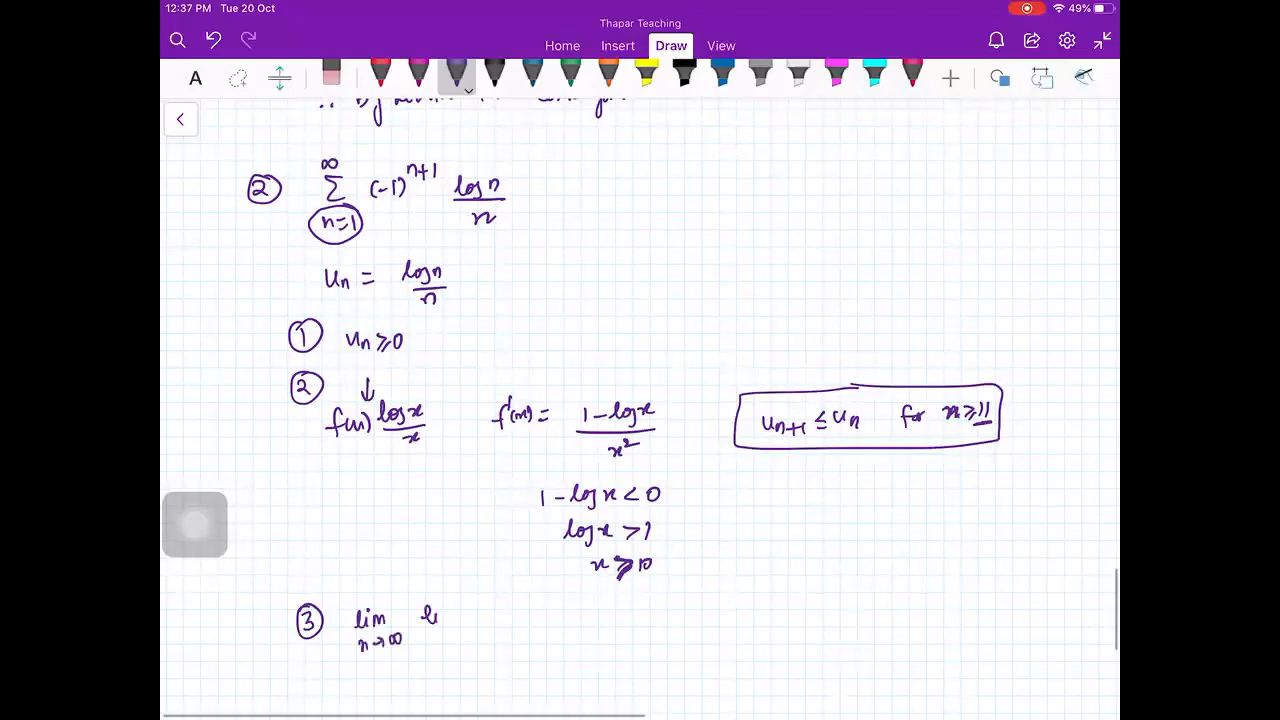 12:37 PM Tue 20 Oct
49%
Thapar Teaching
Home Insert Draw View
A
∴ By
② ∞ ∑ n=1 (-1)^{n+1} log n / n
u_n = log n / n
① u_n ≥ 0
② ↓
f(n) log x / x f'(n) = 1 - log x / x² u_{n+1} ≤ u_n for n ≥ 11
1 - log x < 0
log x > 1
x ≥ 10
③ lim n→∞